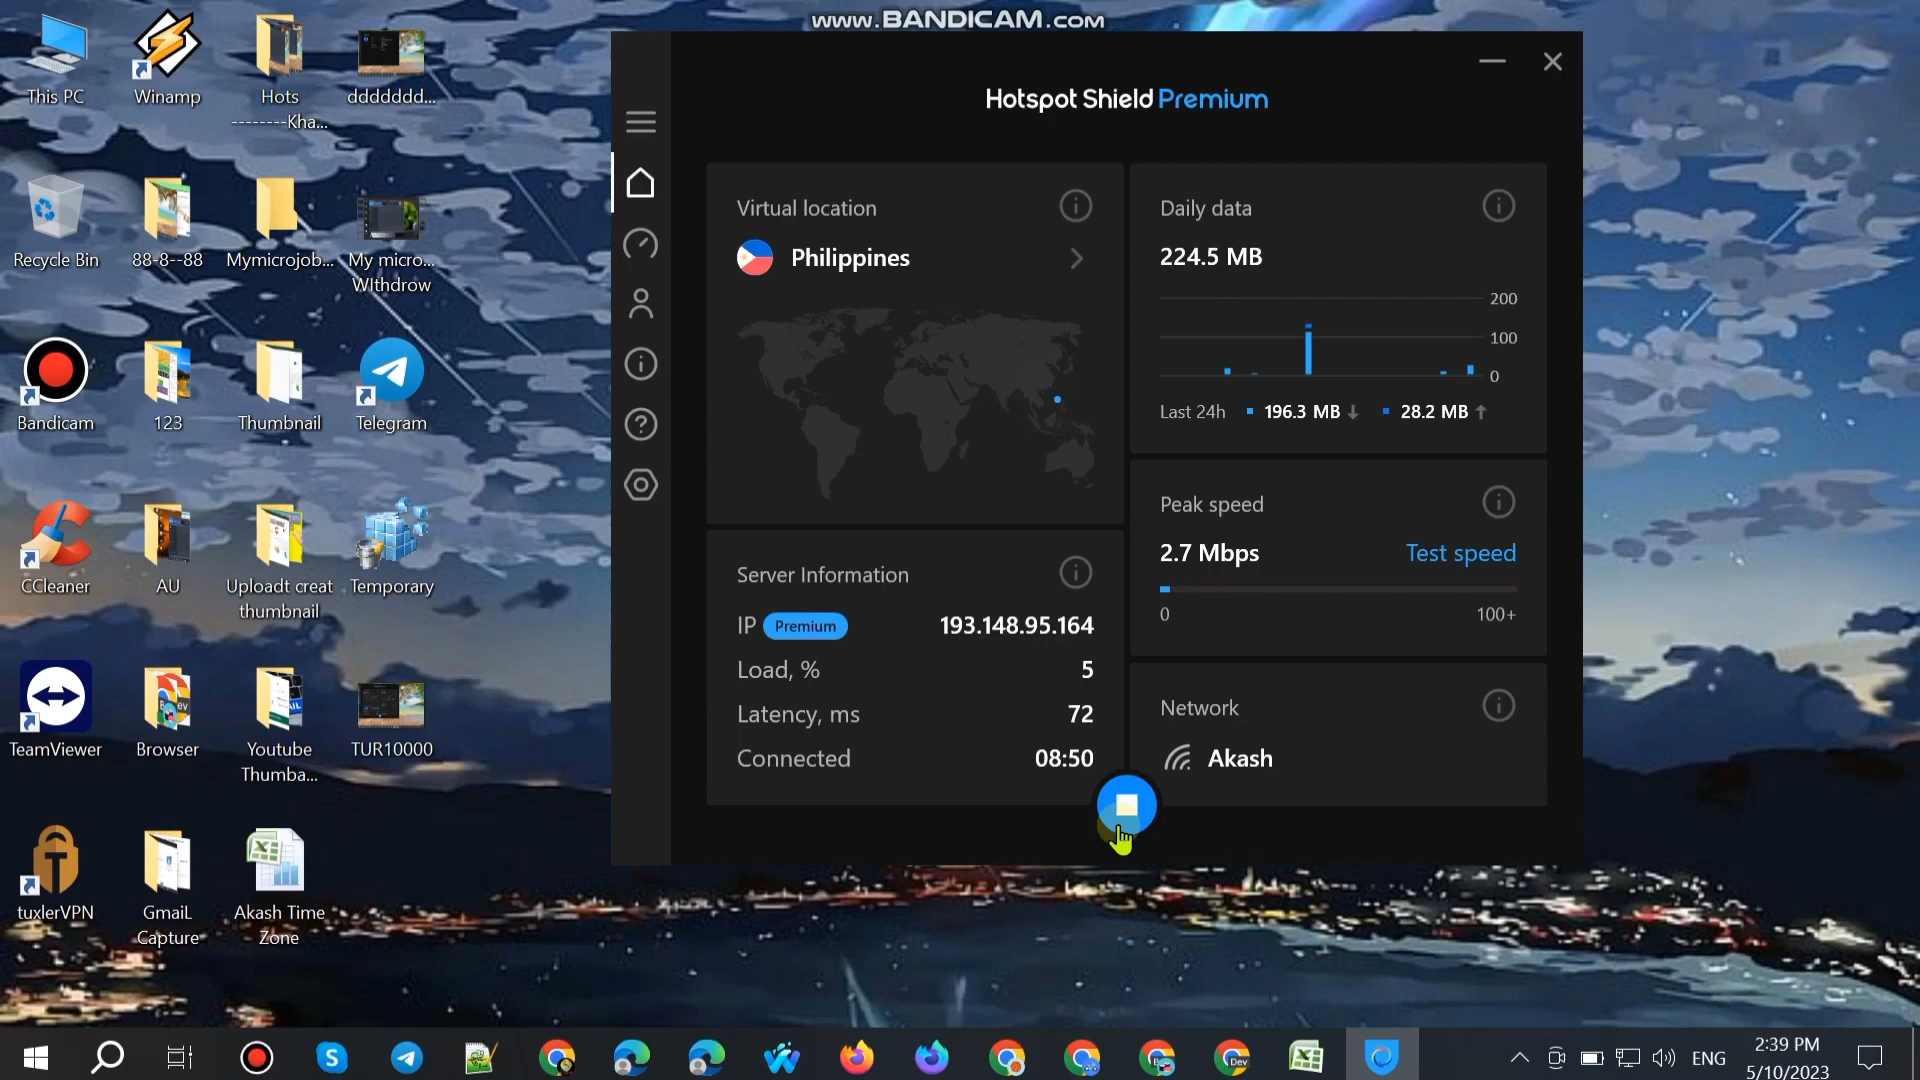 www.BANDICAM.com
This PC
Winamp
Hots
--------Kha...
ddddddd...
Recycle Bin
88-8--88
Mymicrojob...
My micro...
WIthdrow
Bandicam
123
Thumbnail
Telegram
CCleaner
AU
Uploadt creat
thumbnail
Temporary
TeamViewer
Browser
Youtube
Thumba...
TUR10000
tuxlerVPN
GmaiL
Capture
Akash Time
Zone
Hotspot Shield Premium
Virtual location
Philippines
Server Information
IP Premium 193.148.95.164
Load, % 5
Latency, ms 72
Connected 08:50
Daily data
224.5 MB
200
100
0
Last 24h 196.3 MB ↓ 28.2 MB ↑
Peak speed
2.7 Mbps Test speed
0 100+
Network
Akash
ENG
2:39 PM
5/10/2023